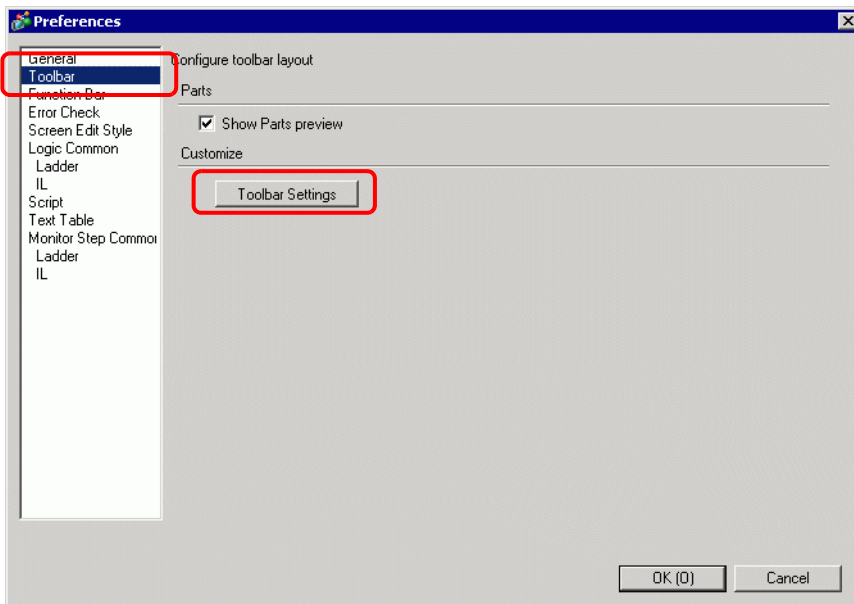 Preferences
General
Toolbar
Function Bar
Error Check
Screen Edit Style
Logic Common
Ladder
IL
Script
Text Table
Monitor Step Commor
Ladder
IL
Configure toolbar layout
Parts
Show Parts preview
Customize
Toolbar Settings
OK (O)
Cancel